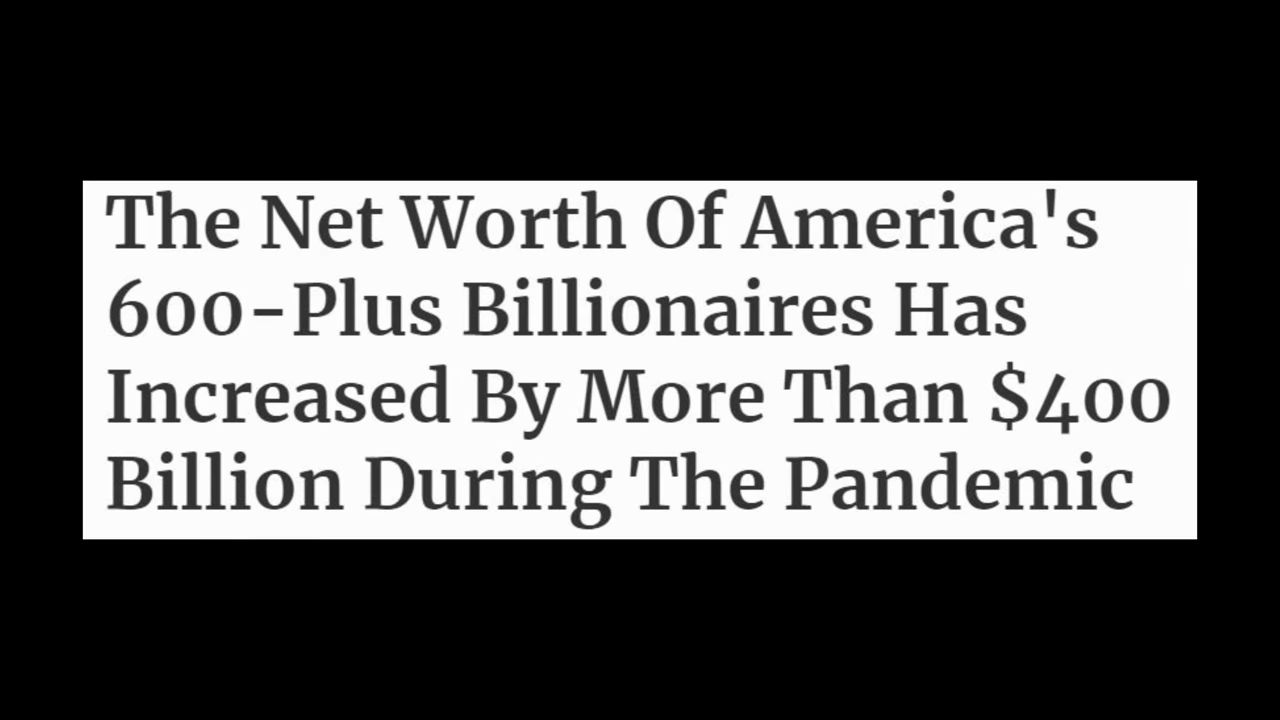 The Net Worth Of America's
600-Plus Billionaires Has
Increased By More Than $400
Billion During The Pandemic